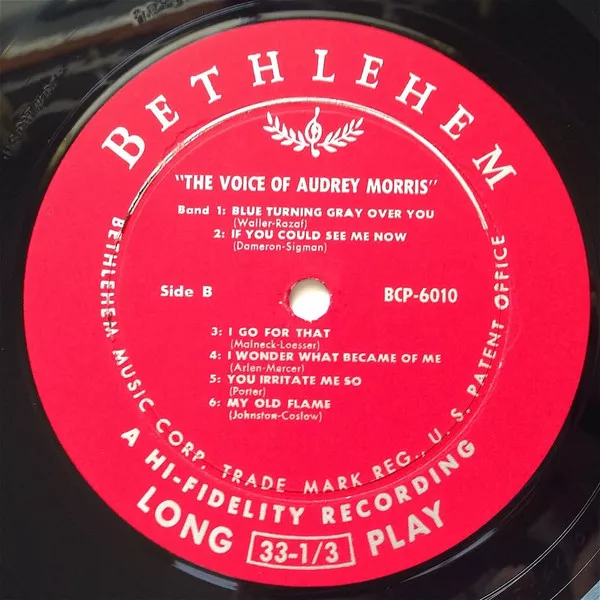 BETHLEHEM
"THE VOICE OF AUDREY MORRIS"
Band 1: BLUE TURNING GRAY OVER YOU
(Waller-Razaf)
2: IF YOU COULD SEE ME NOW
(Dameron-Sigman)
Side B
BCP-6010
3: I GO FOR THAT
(Malneck-Loesser)
4: I WONDER WHAT BECAME OF ME
(Arlen-Mercer)
5: YOU IRRITATE ME SO
(Porter)
6: MY OLD FLAME
(Johnston-Coslow)
BETHLEHEM MUSIC CORP. TRADE MARK REG., U. S. PATENT OFFICE
A HI-FIDELITY RECORDING
LONG 33-1/3 PLAY